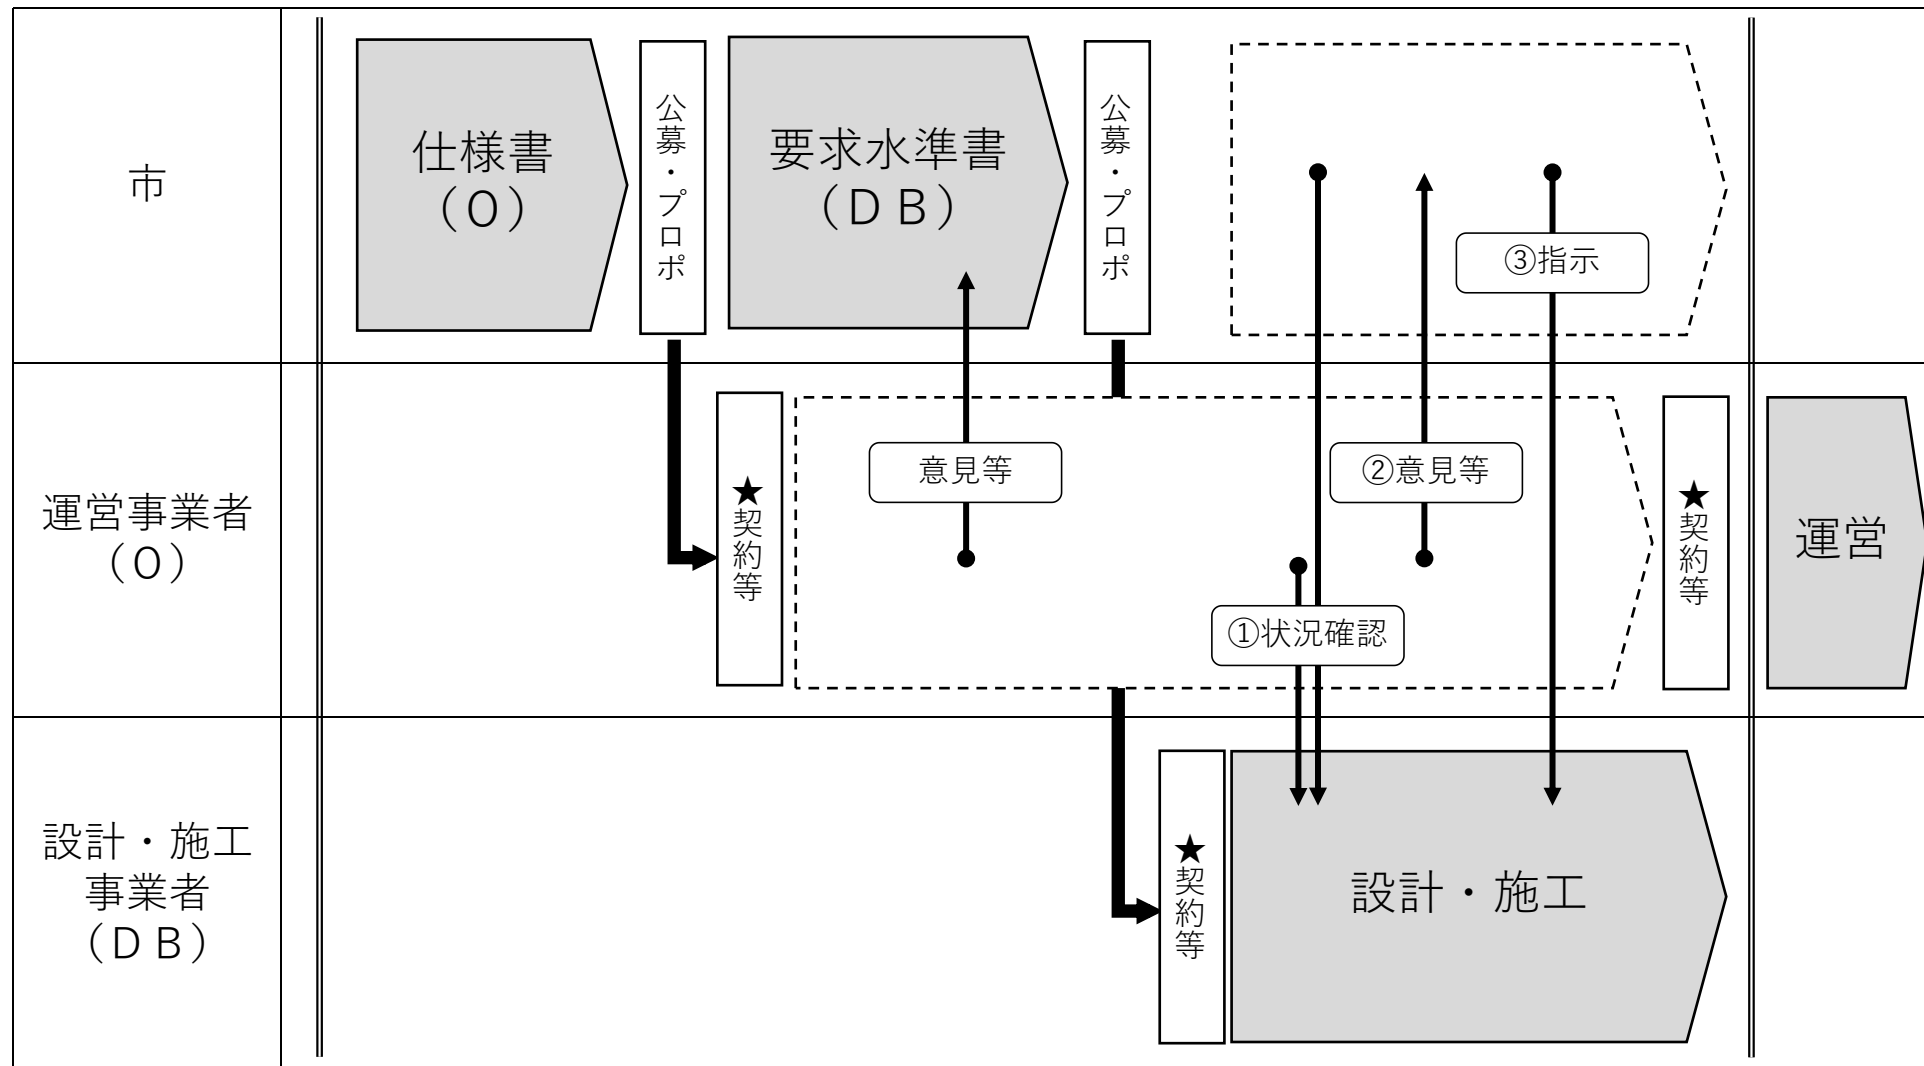 市
仕様書
（O）
公募・プロポ
要求水準書
（ＤＢ）
公募・プロポ
③指示
運営事業者
（O）
★契約等
意見等
②意見等
①状況確認
★契約等
運営
設計・施工
事業者
（ＤＢ）
★契約等
設計・施工